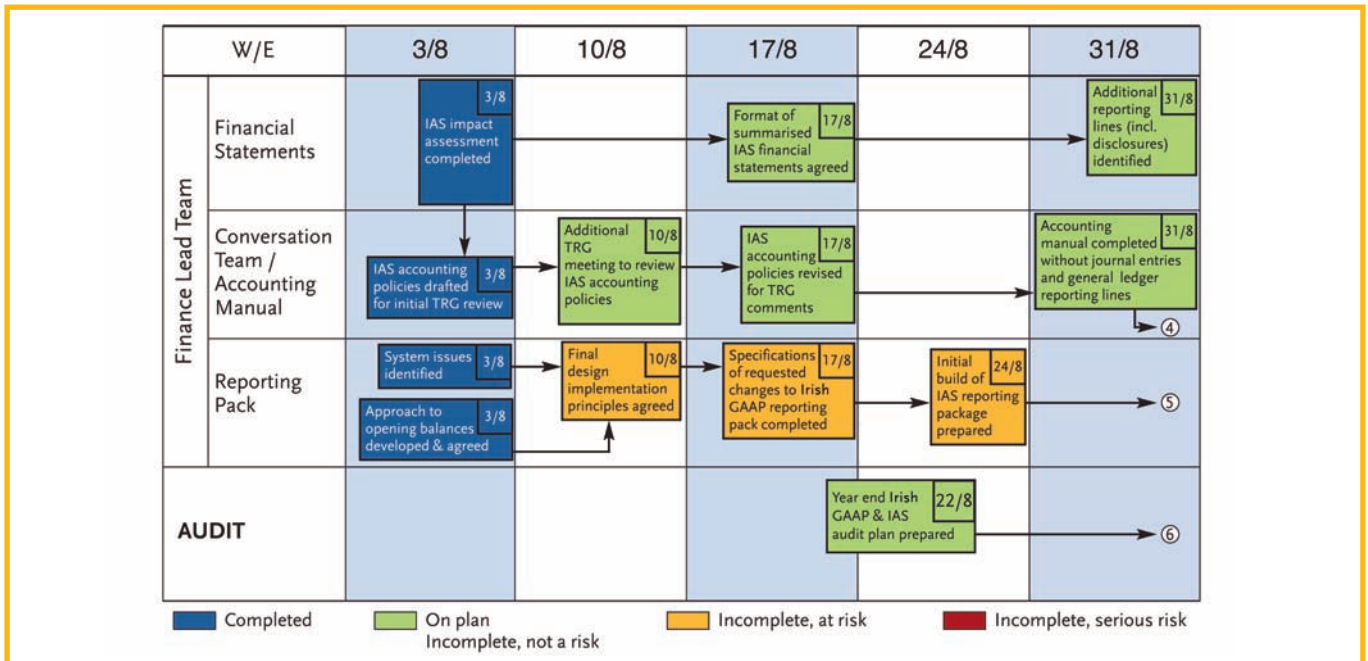 W/E
3/8
10/8
17/8
24/8
31/8
Finance Lead Team
Financial
Statements
3/8
IAS impact
assessment
completed
17/8
Format of
summarised
IAS financial
statements agreed
31/8
Additional
reporting
lines (incl.
disclosures)
identified
Conversation
Team /
Accounting
Manual
3/8
IAS accounting
policies drafted
for initial TRG review
10/8
Additional
TRG
meeting to review
IAS accounting
policies
17/8
IAS
accounting
policies revised
for TRG
comments
31/8
Accounting
manual completed
without journal entries
and general ledger
reporting lines
④
Reporting
Pack
3/8
System issues
identified
3/8
Approach to
opening balances
developed & agreed
10/8
Final
design
implementation
principles agreed
17/8
Specifications
of requested
changes to Irish
GAAP reporting
pack completed
24/8
Initial
build of
IAS reporting
package
prepared
⑤
AUDIT
22/8
Year end Irish
GAAP & IAS
audit plan prepared
⑥
Completed
On plan
Incomplete, not a risk
Incomplete, at risk
Incomplete, serious risk